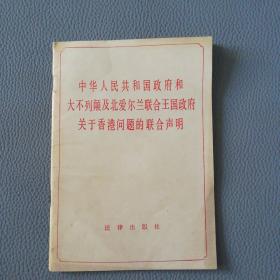 中华人民共和国政府和
大不列颠及北爱尔兰联合王国政府
关于香港问题的联合声明
法律出版社